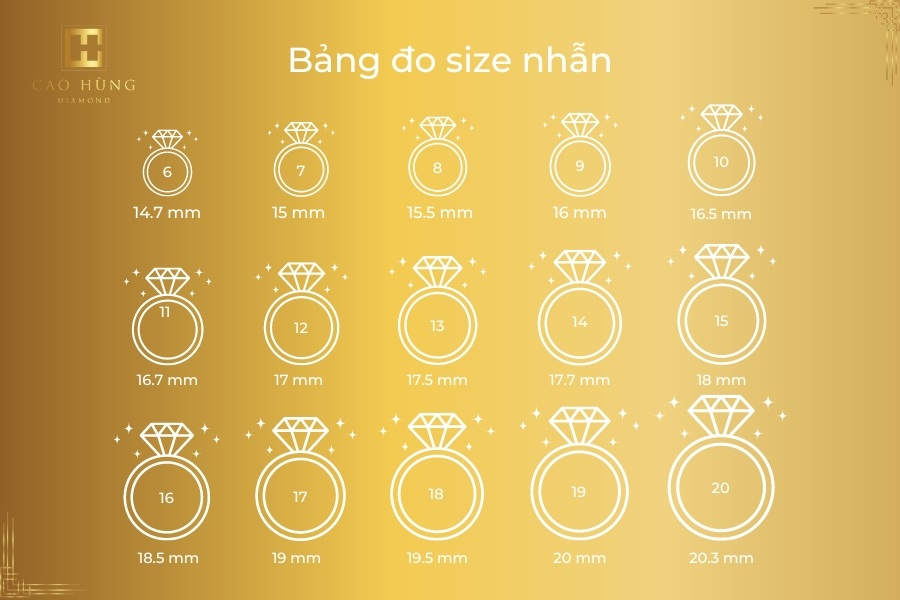 CAO HÙNG
DIAMOND
Bảng đo size nhẫn
6 7 8 9 10
14.7 mm 15 mm 15.5 mm 16 mm 16.5 mm
11 12 13 14 15
16.7 mm 17 mm 17.5 mm 17.7 mm 18 mm
16 17 18 19 20
18.5 mm 19 mm 19.5 mm 20 mm 20.3 mm